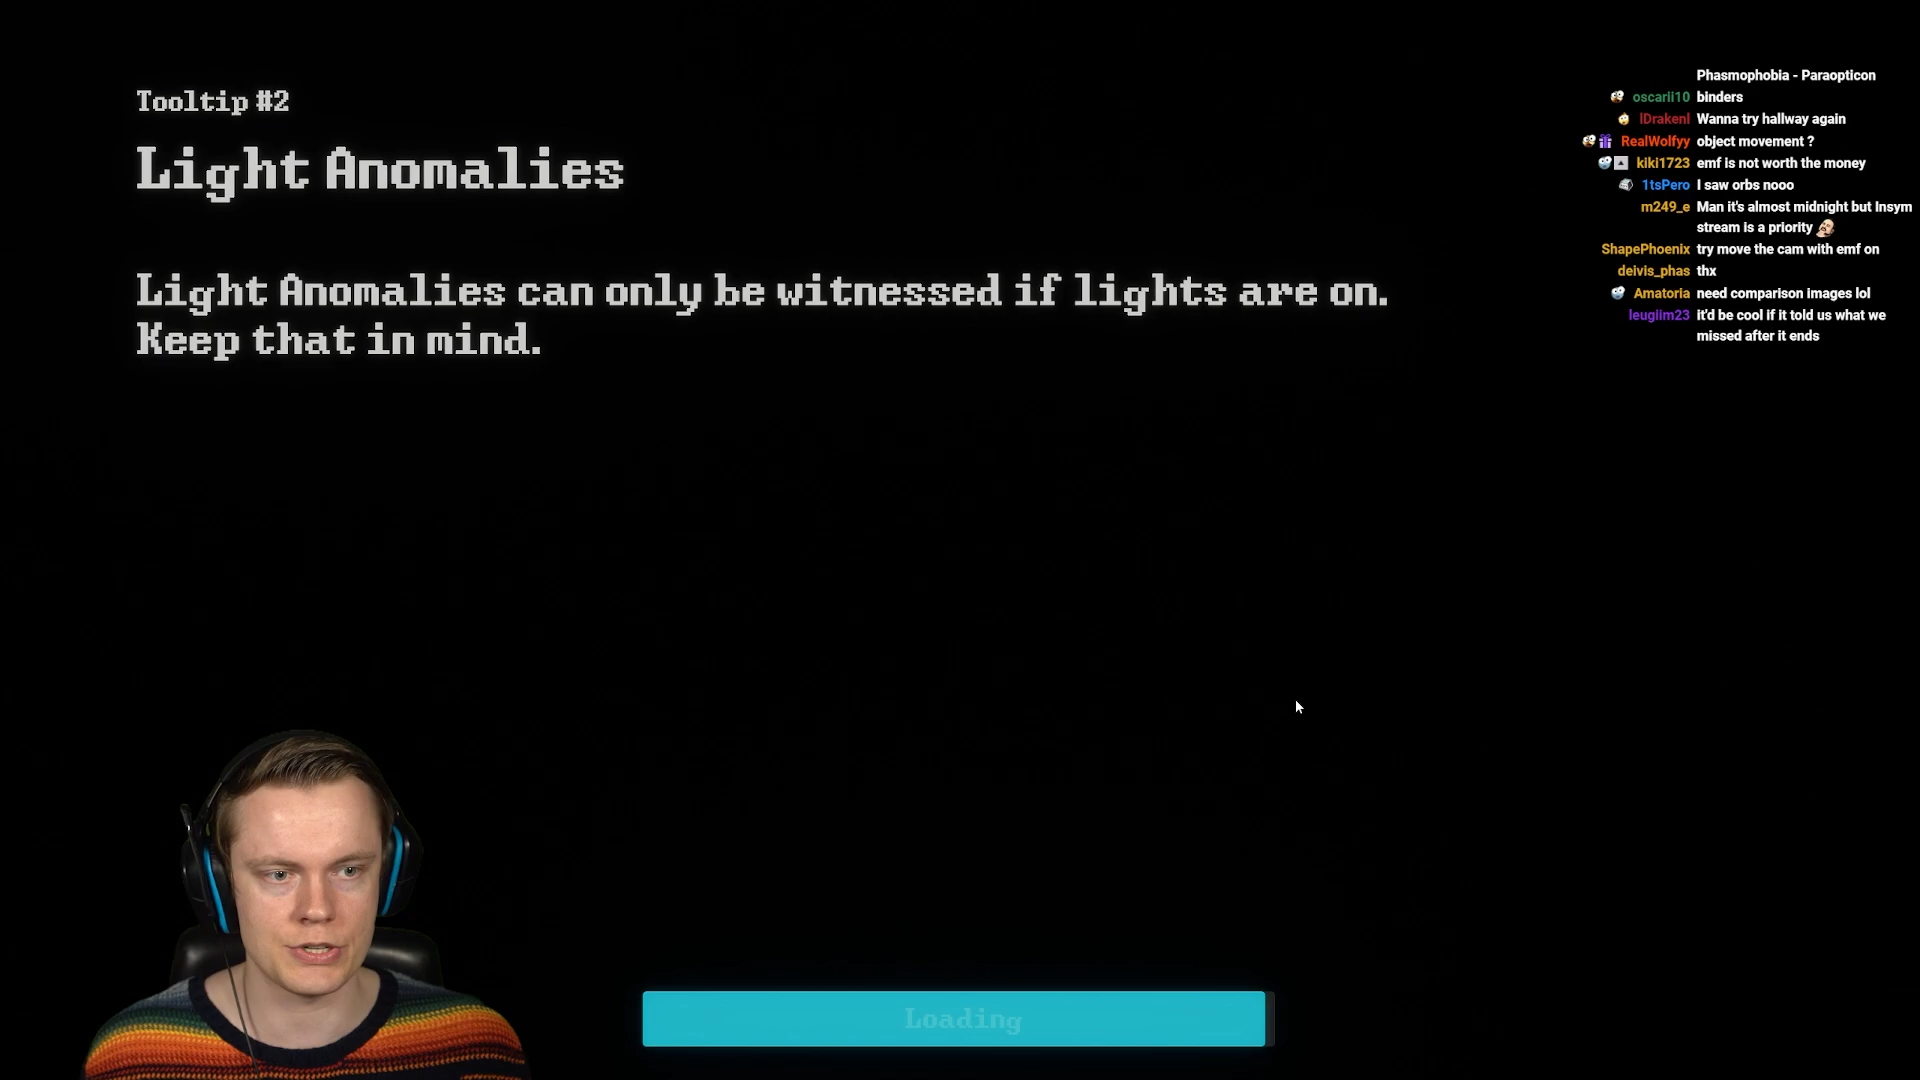 Tooltip #2
Light Anomalies
Light Anomalies can only be witnessed if lights are on.
Keep that in mind.
Phasmophobia - Paraopticon
oscarii10 binders
lDrakenl Wanna try hallway again
RealWolfyy object movement ?
kiki1723 emf is not worth the money
1tsPero I saw orbs nooo
m249_e Man it's almost midnight but Insym
stream is a priority
ShapePhoenix try move the cam with emf on
deivis_phas thx
Amatoria need comparison images lol
leugiim23 it'd be cool if it told us what we
missed after it ends
Loading